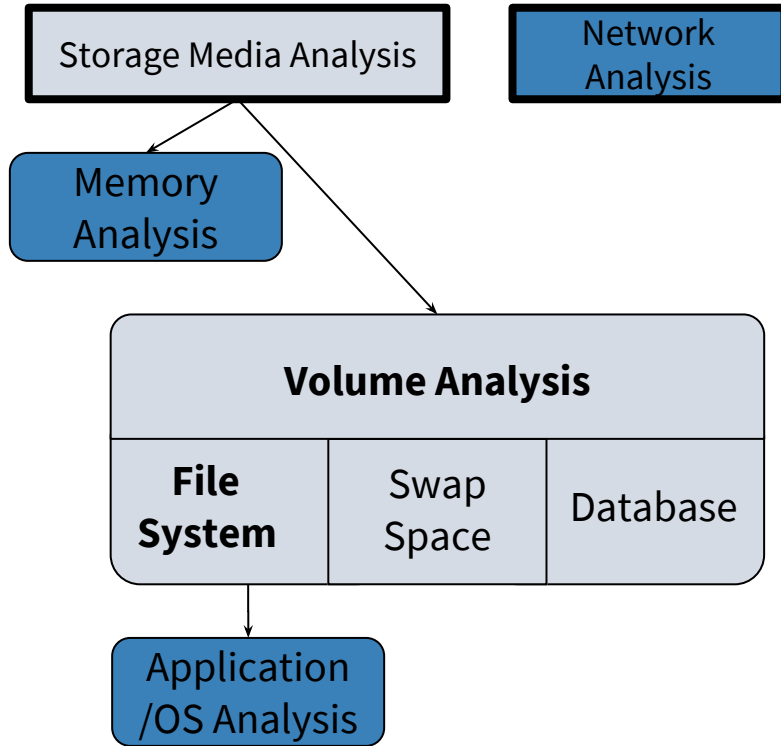 Storage Media Analysis
Network
Analysis
Memory
Analysis
Volume Analysis
File
System
Swap
Space
Database
Application
/OS Analysis